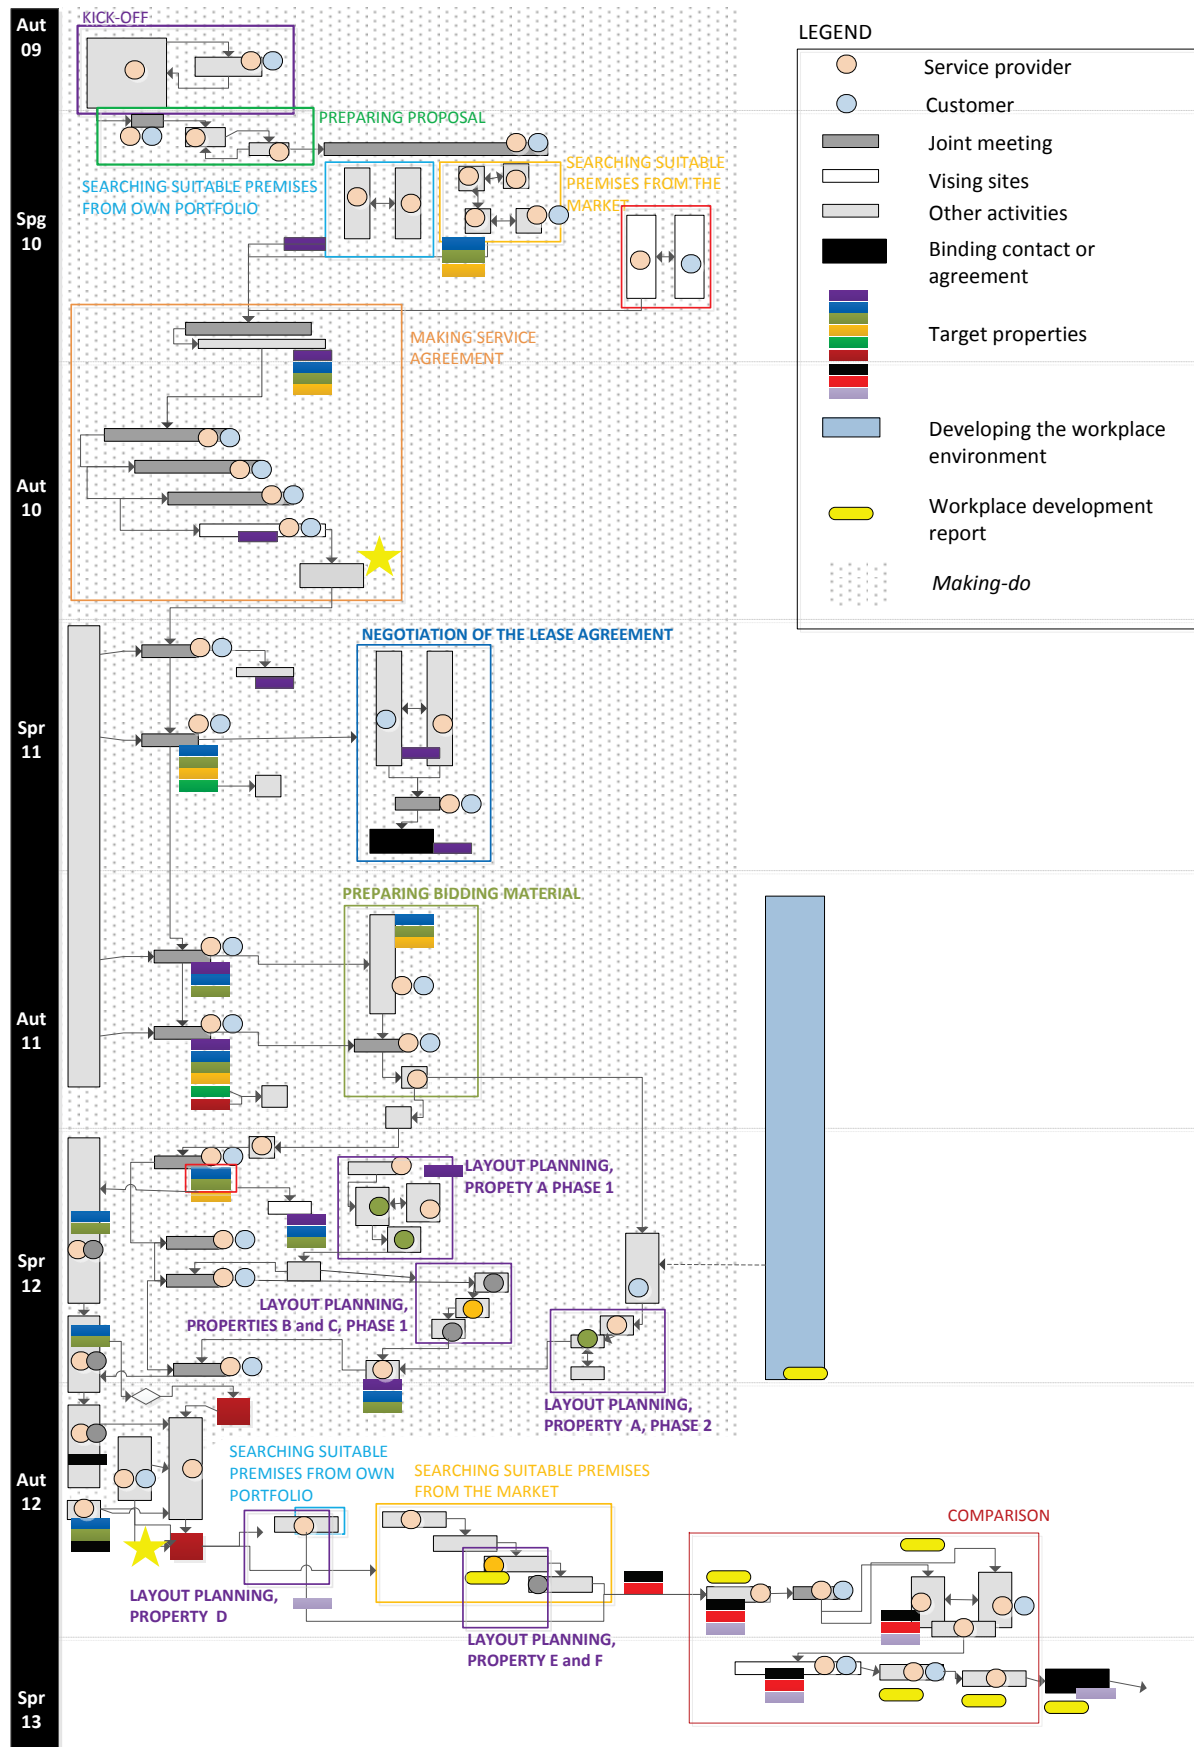 Aut
09
KICK-OFF
LEGEND
Service provider
Customer
Joint meeting
Vising sites
Other activities
Binding contact or
agreement
Target properties
Developing the workplace
environment
Workplace development
report
Making-do
PREPARING PROPOSAL
SEARCHING SUITABLE PREMISES
FROM OWN PORTFOLIO
SEARCHING SUITABLE
PREMISES FROM THE
MARKET
Spg
10
MAKING SERVICE
AGREEMENT
Aut
10
NEGOTIATION OF THE LEASE AGREEMENT
Spr
11
PREPARING BIDDING MATERIAL
Aut
11
LAYOUT PLANNING,
PROPETY A PHASE 1
Spr
12
LAYOUT PLANNING,
PROPERTIES B and C, PHASE 1
LAYOUT PLANNING,
PROPERTY A, PHASE 2
Aut
12
SEARCHING SUITABLE
PREMISES FROM OWN
PORTFOLIO
SEARCHING SUITABLE PREMISES
FROM THE MARKET
COMPARISON
LAYOUT PLANNING,
PROPERTY D
LAYOUT PLANNING,
PROPERTY E and F
Spr
13